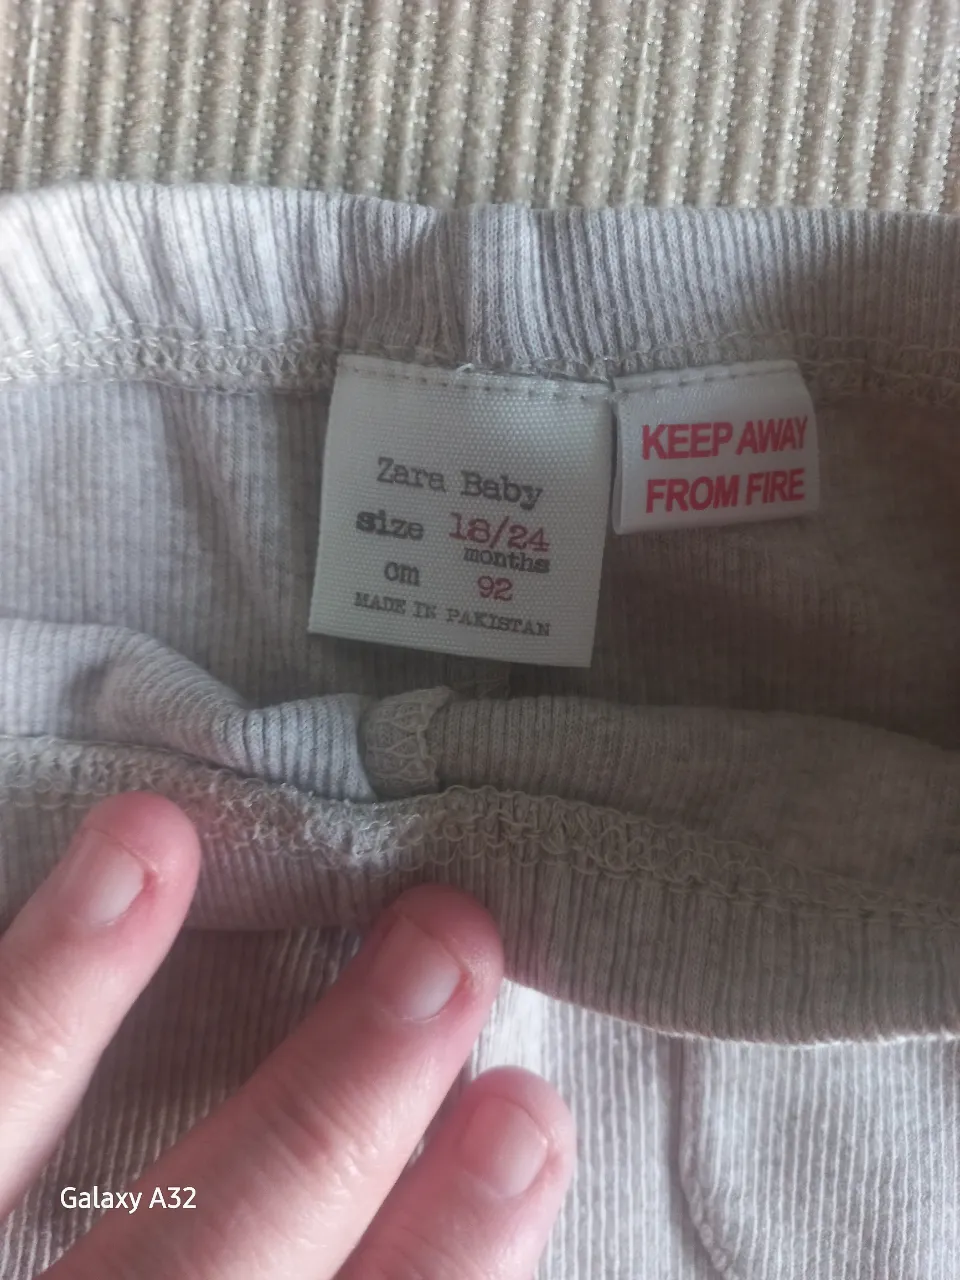 Zara Baby
size 18/24
months
cm 92
MADE IN PAKISTAN
KEEP AWAY
FROM FIRE
Galaxy A32